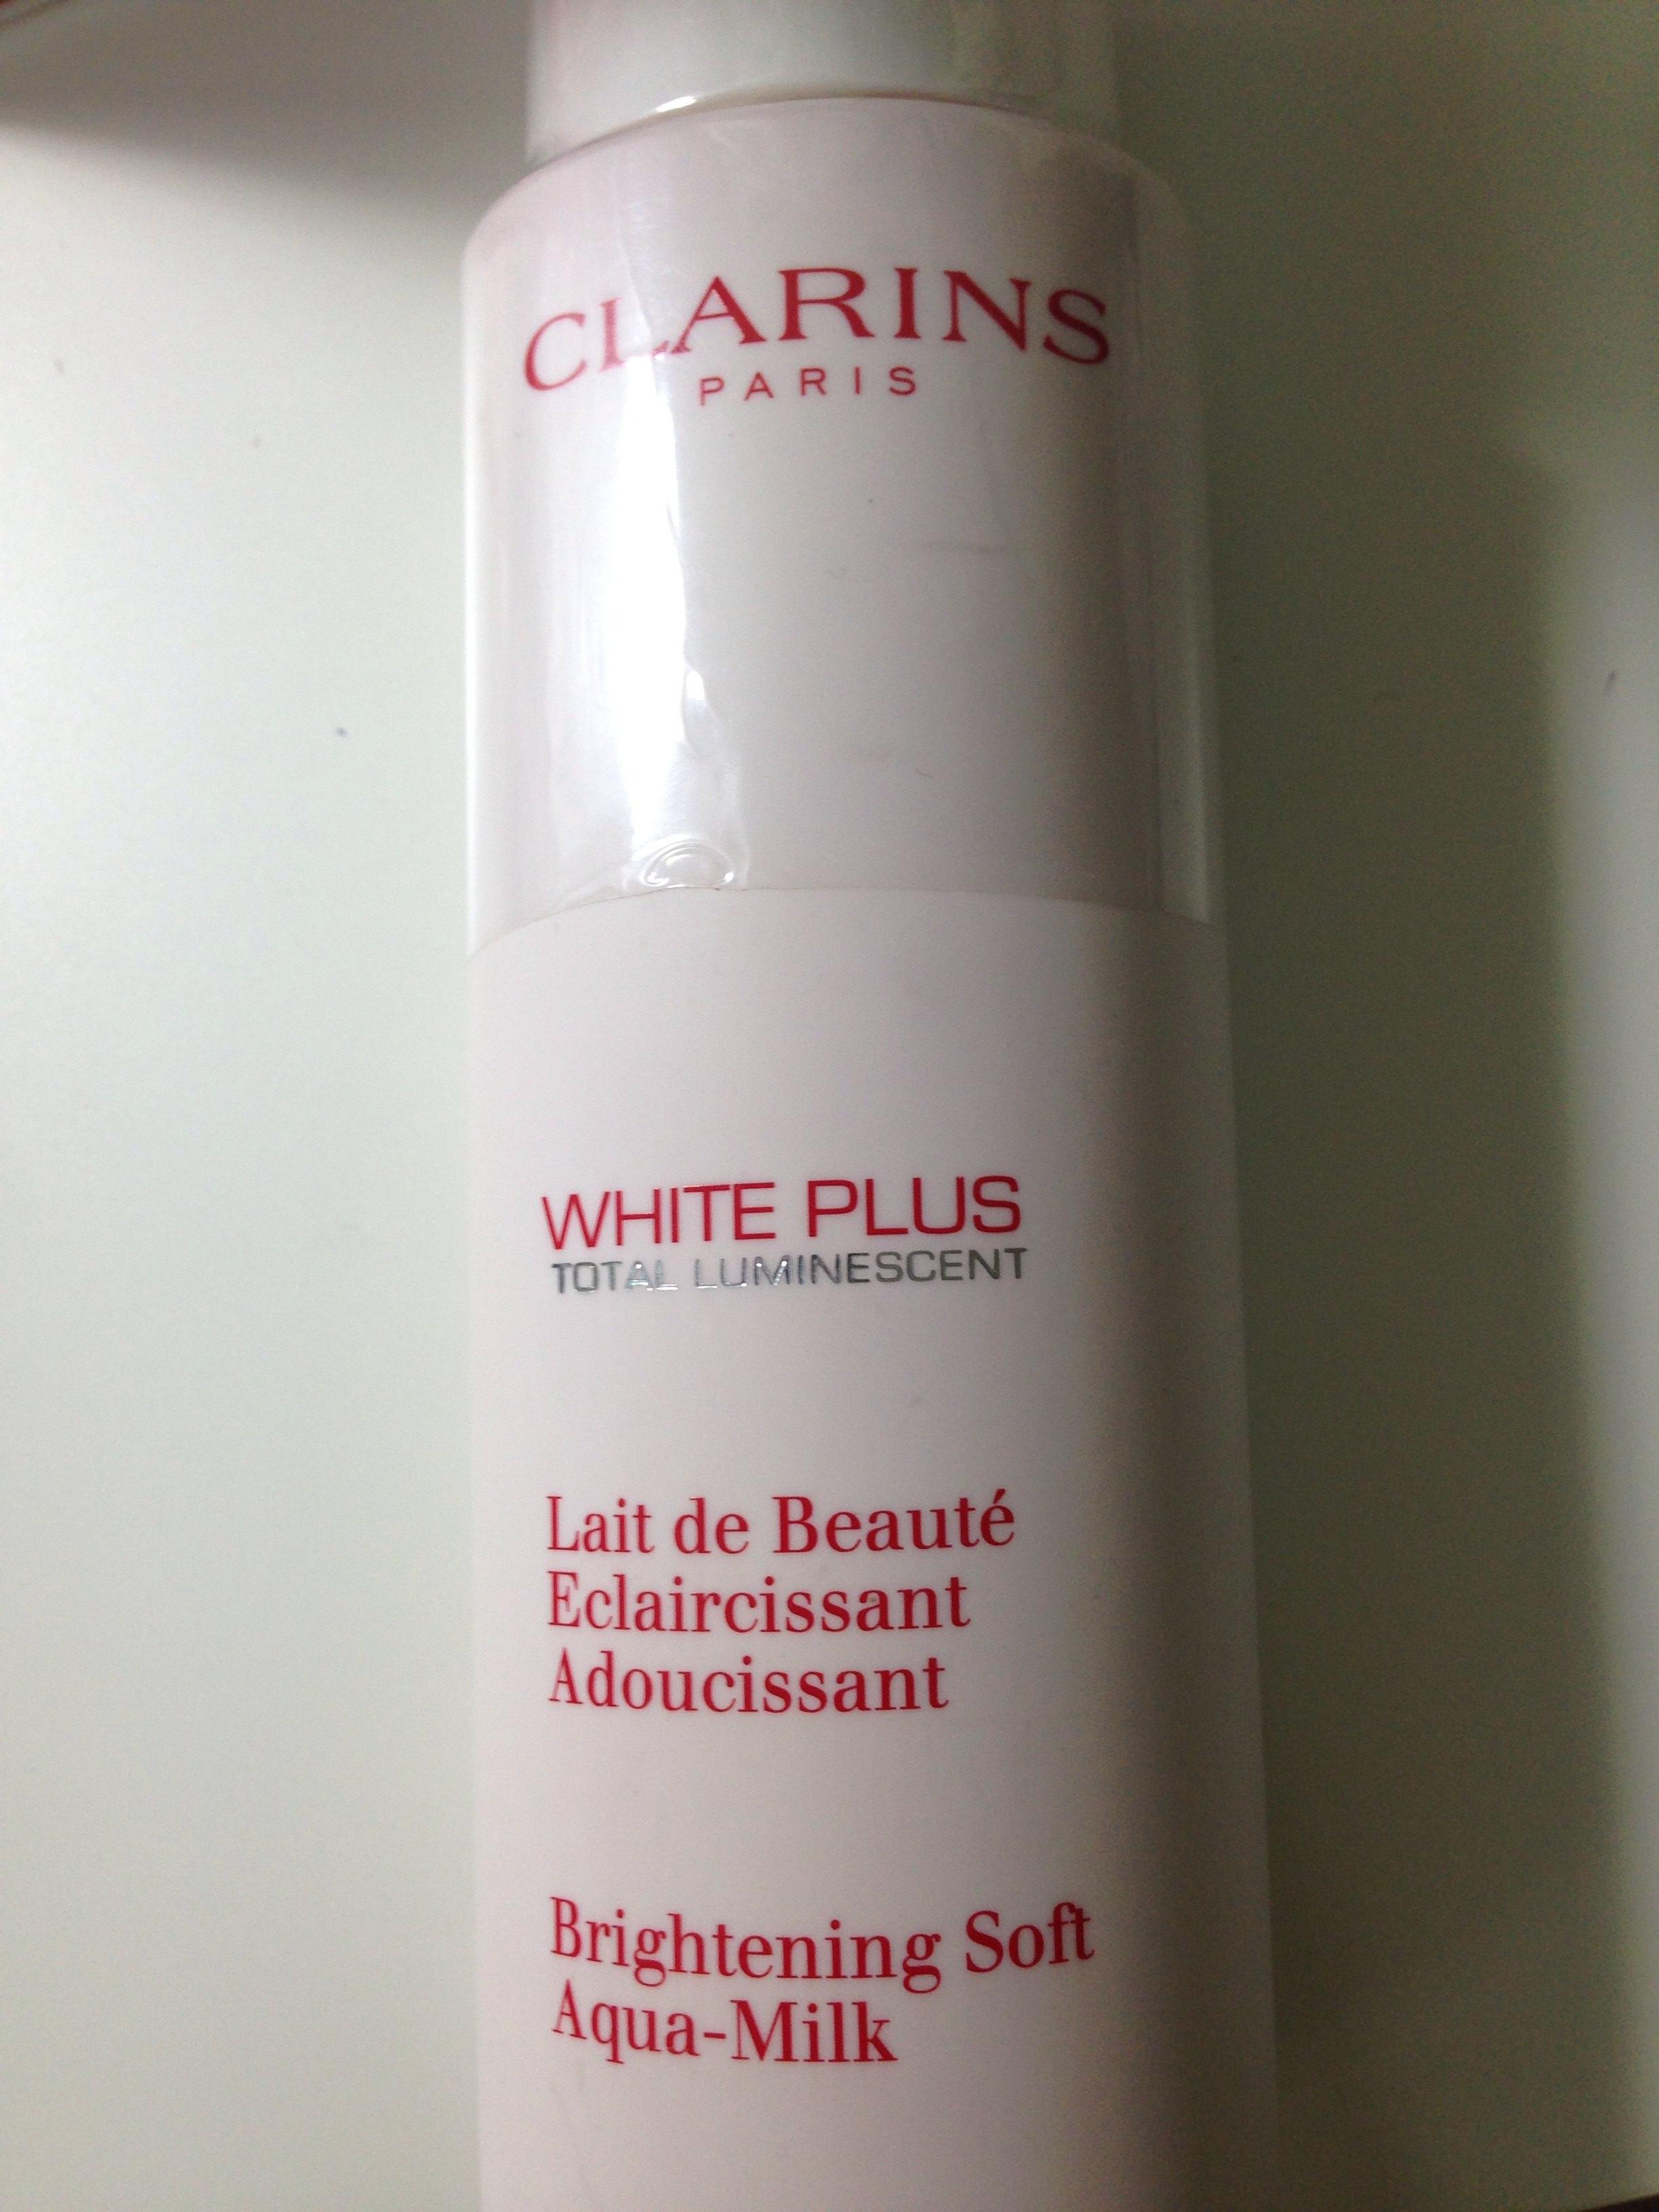 CLARINS
PARIS
WHITE PLUS
TOTAL LUMINESCENT
Lait de Beauté
Eclaircissant
Adoucissant
Brightening Soft
Aqua-Milk